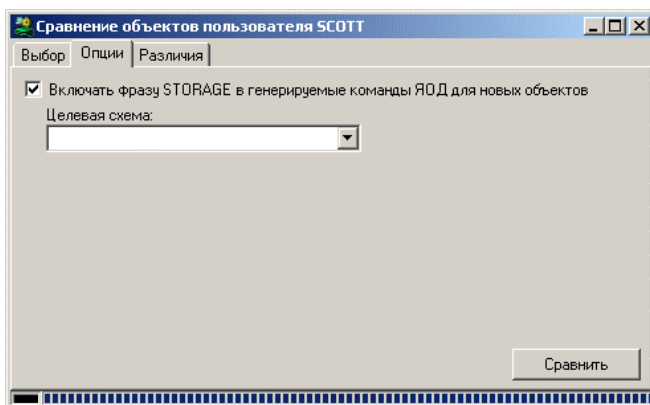 Сравнение объектов пользователя SCOTT
Выбор Опции Различия
Включать фразу STORAGE в генерируемые команды ЯОД для новых объектов
Целевая схема:
Сравнить